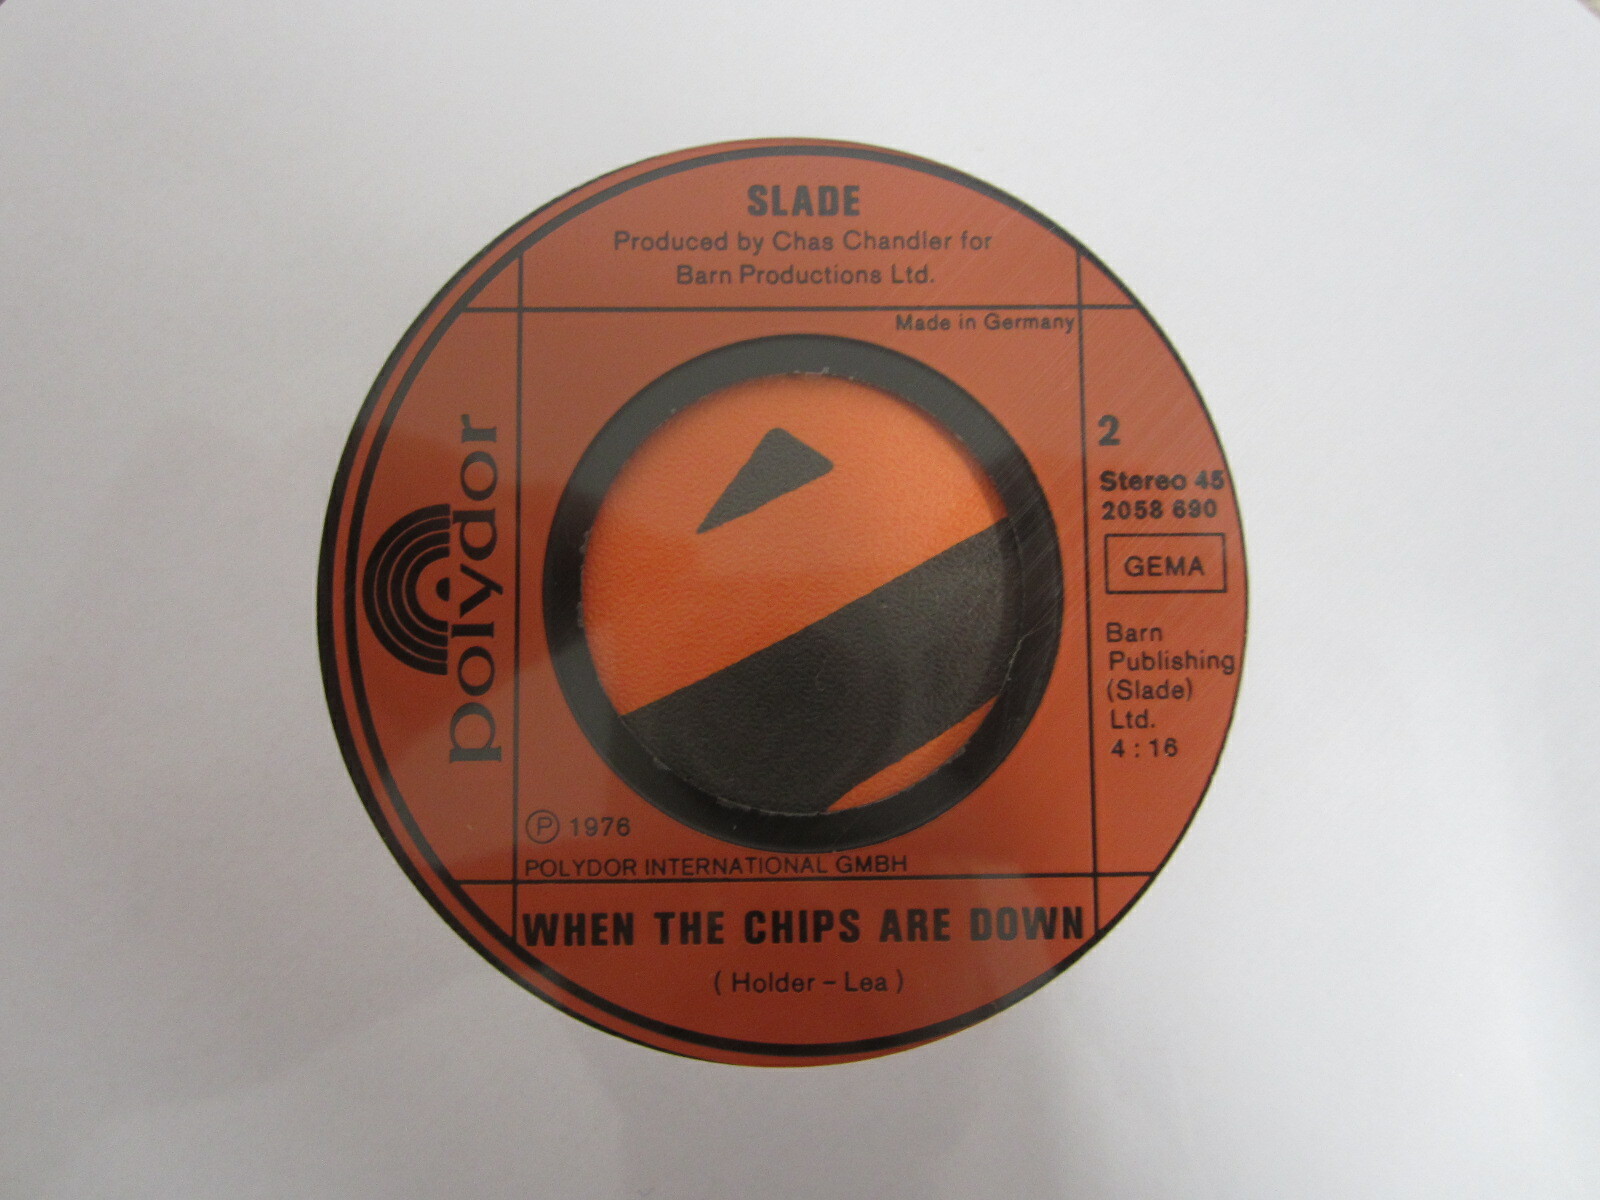 SLADE
Produced by Chas Chandler for
Barn Productions Ltd.
Made in Germany
polydor
2
Stereo 45
2058 690
GEMA
Barn
Publishing
(Slade)
Ltd.
4 : 16
Ⓟ 1976
POLYDOR INTERNATIONAL GMBH
WHEN THE CHIPS ARE DOWN
( Holder – Lea )